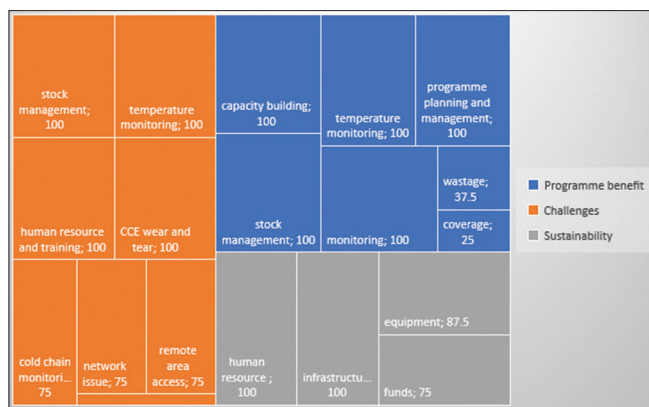 stock
management;
100
temperature
monitoring; 100
human resource
and training; 100
CCE wear and
tear; 100
cold chain
monitori...
75
network
issue; 75
remote
area
access; 75
capacity building;
100
temperature
monitoring; 100
programme
planning and
management;
100
stock
management; 100
monitoring; 100
wastage;
37.5
coverage;
25
human
resource ;
100
infrastructu...
100
equipment; 87.5
funds; 75
Programme benefit
Challenges
Sustainability